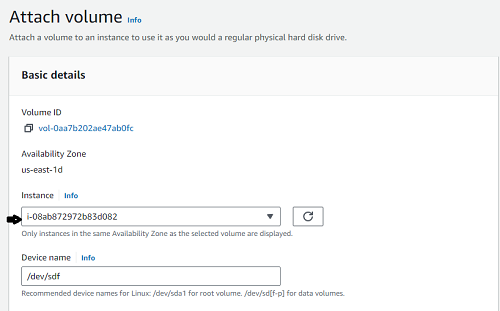 Attach volume Info
Attach a volume to an instance to use it as you would a regular physical hard disk drive.
Basic details
Volume ID
vol-0aa7b202ae47ab0fc
Availability Zone
us-east-1d
Instance Info
i-08ab872972b83d082
Only instances in the same Availability Zone as the selected volume are displayed.
Device name Info
/dev/sdf
Recommended device names for Linux: /dev/sda1 for root volume. /dev/sd[f-p] for data volumes.